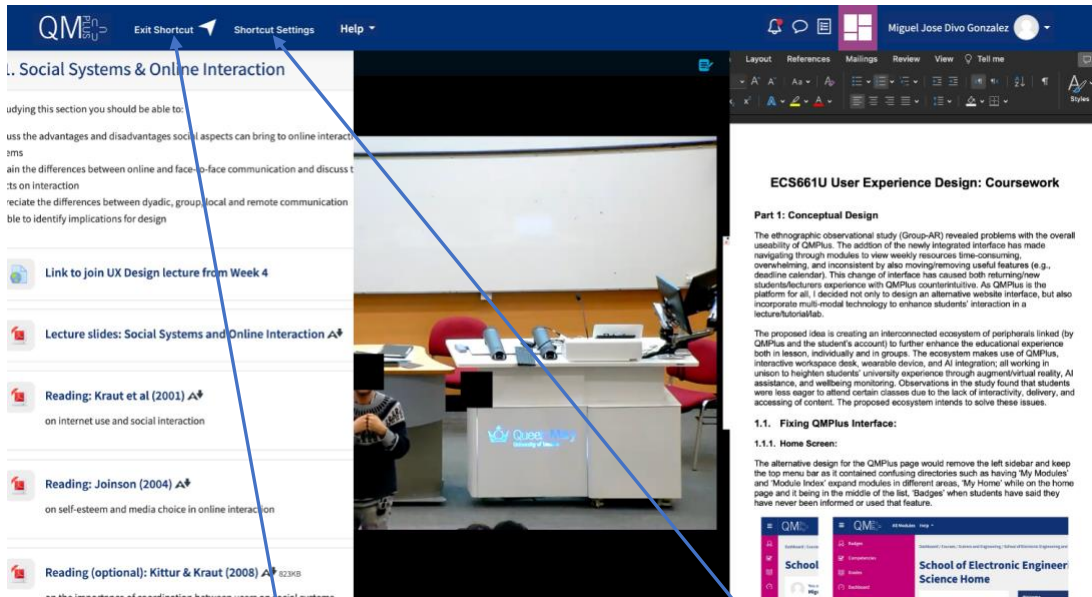 QM
PLUS
Exit Shortcut
Shortcut Settings
Help
Miguel Jose Divo Gonzalez
1. Social Systems & Online Interaction
udying this section you should be able to:
uss the advantages and disadvantages social aspects can bring to online interacti
ems
ain the differences between online and face-to-face communication and discuss t
cts on interaction
reciate the differences between dyadic, group, local and remote communication
ble to identify implications for design
Link to join UX Design lecture from Week 4
Lecture slides: Social Systems and Online Interaction
Reading: Kraut et al (2001)
on internet use and social interaction
Reading: Joinson (2004)
on self-esteem and media choice in online interaction
Reading (optional): Kittur & Kraut (2008) 823KB
on the importance of coordination between users on social systems
Queen Mary
University of London
Layout References Mailings Review View Tell me
Styles
ECS661U User Experience Design: Coursework
Part 1: Conceptual Design
The ethnographic observational study (Group-AR) revealed problems with the overall
useability of QMPlus. The addtion of the newly integrated interface has made
navigating through modules to view weekly resources time-consuming,
overwhelming, and inconsistent by also moving/removing useful features (e.g.,
deadline calendar). This change of interface has caused both returning/new
students/lecturers experience with QMPlus counterintuitive. As QMPlus is the
platform for all, I decided not only to design an alternative website interface, but also
incorporate multi-modal technology to enhance students' interaction in a
lecture/tutorial/lab.
The proposed idea is creating an interconnected ecosystem of peripherals linked (by
QMPlus and the student's account) to further enhance the educational experience
both in lesson, individually and in groups. The ecosystem makes use of QMPlus,
interactive workspace desk, wearable device, and AI integration; all working in
unison to heighten students' university experience through augment/virtual reality, AI
assistance, and wellbeing monitoring. Observations in the study found that students
were less eager to attend certain classes due to the lack of interactivity, delivery, and
accessing of content. The proposed ecosystem intends to solve these issues.
1.1. Fixing QMPlus Interface:
1.1.1. Home Screen:
The alternative design for the QMPlus page would remove the left sidebar and keep
the top menu bar as it contained confusing directories such as having 'My Modules'
and 'Module Index' expand modules in different areas, 'My Home' while on the home
page and it being in the middle of the list, 'Badges' when students have said they
have never been informed or used that feature.
QM
QM All Modules Help
Badges
Competencies
Grades
Dashboard
School
School of Electronic Engineer
Science Home